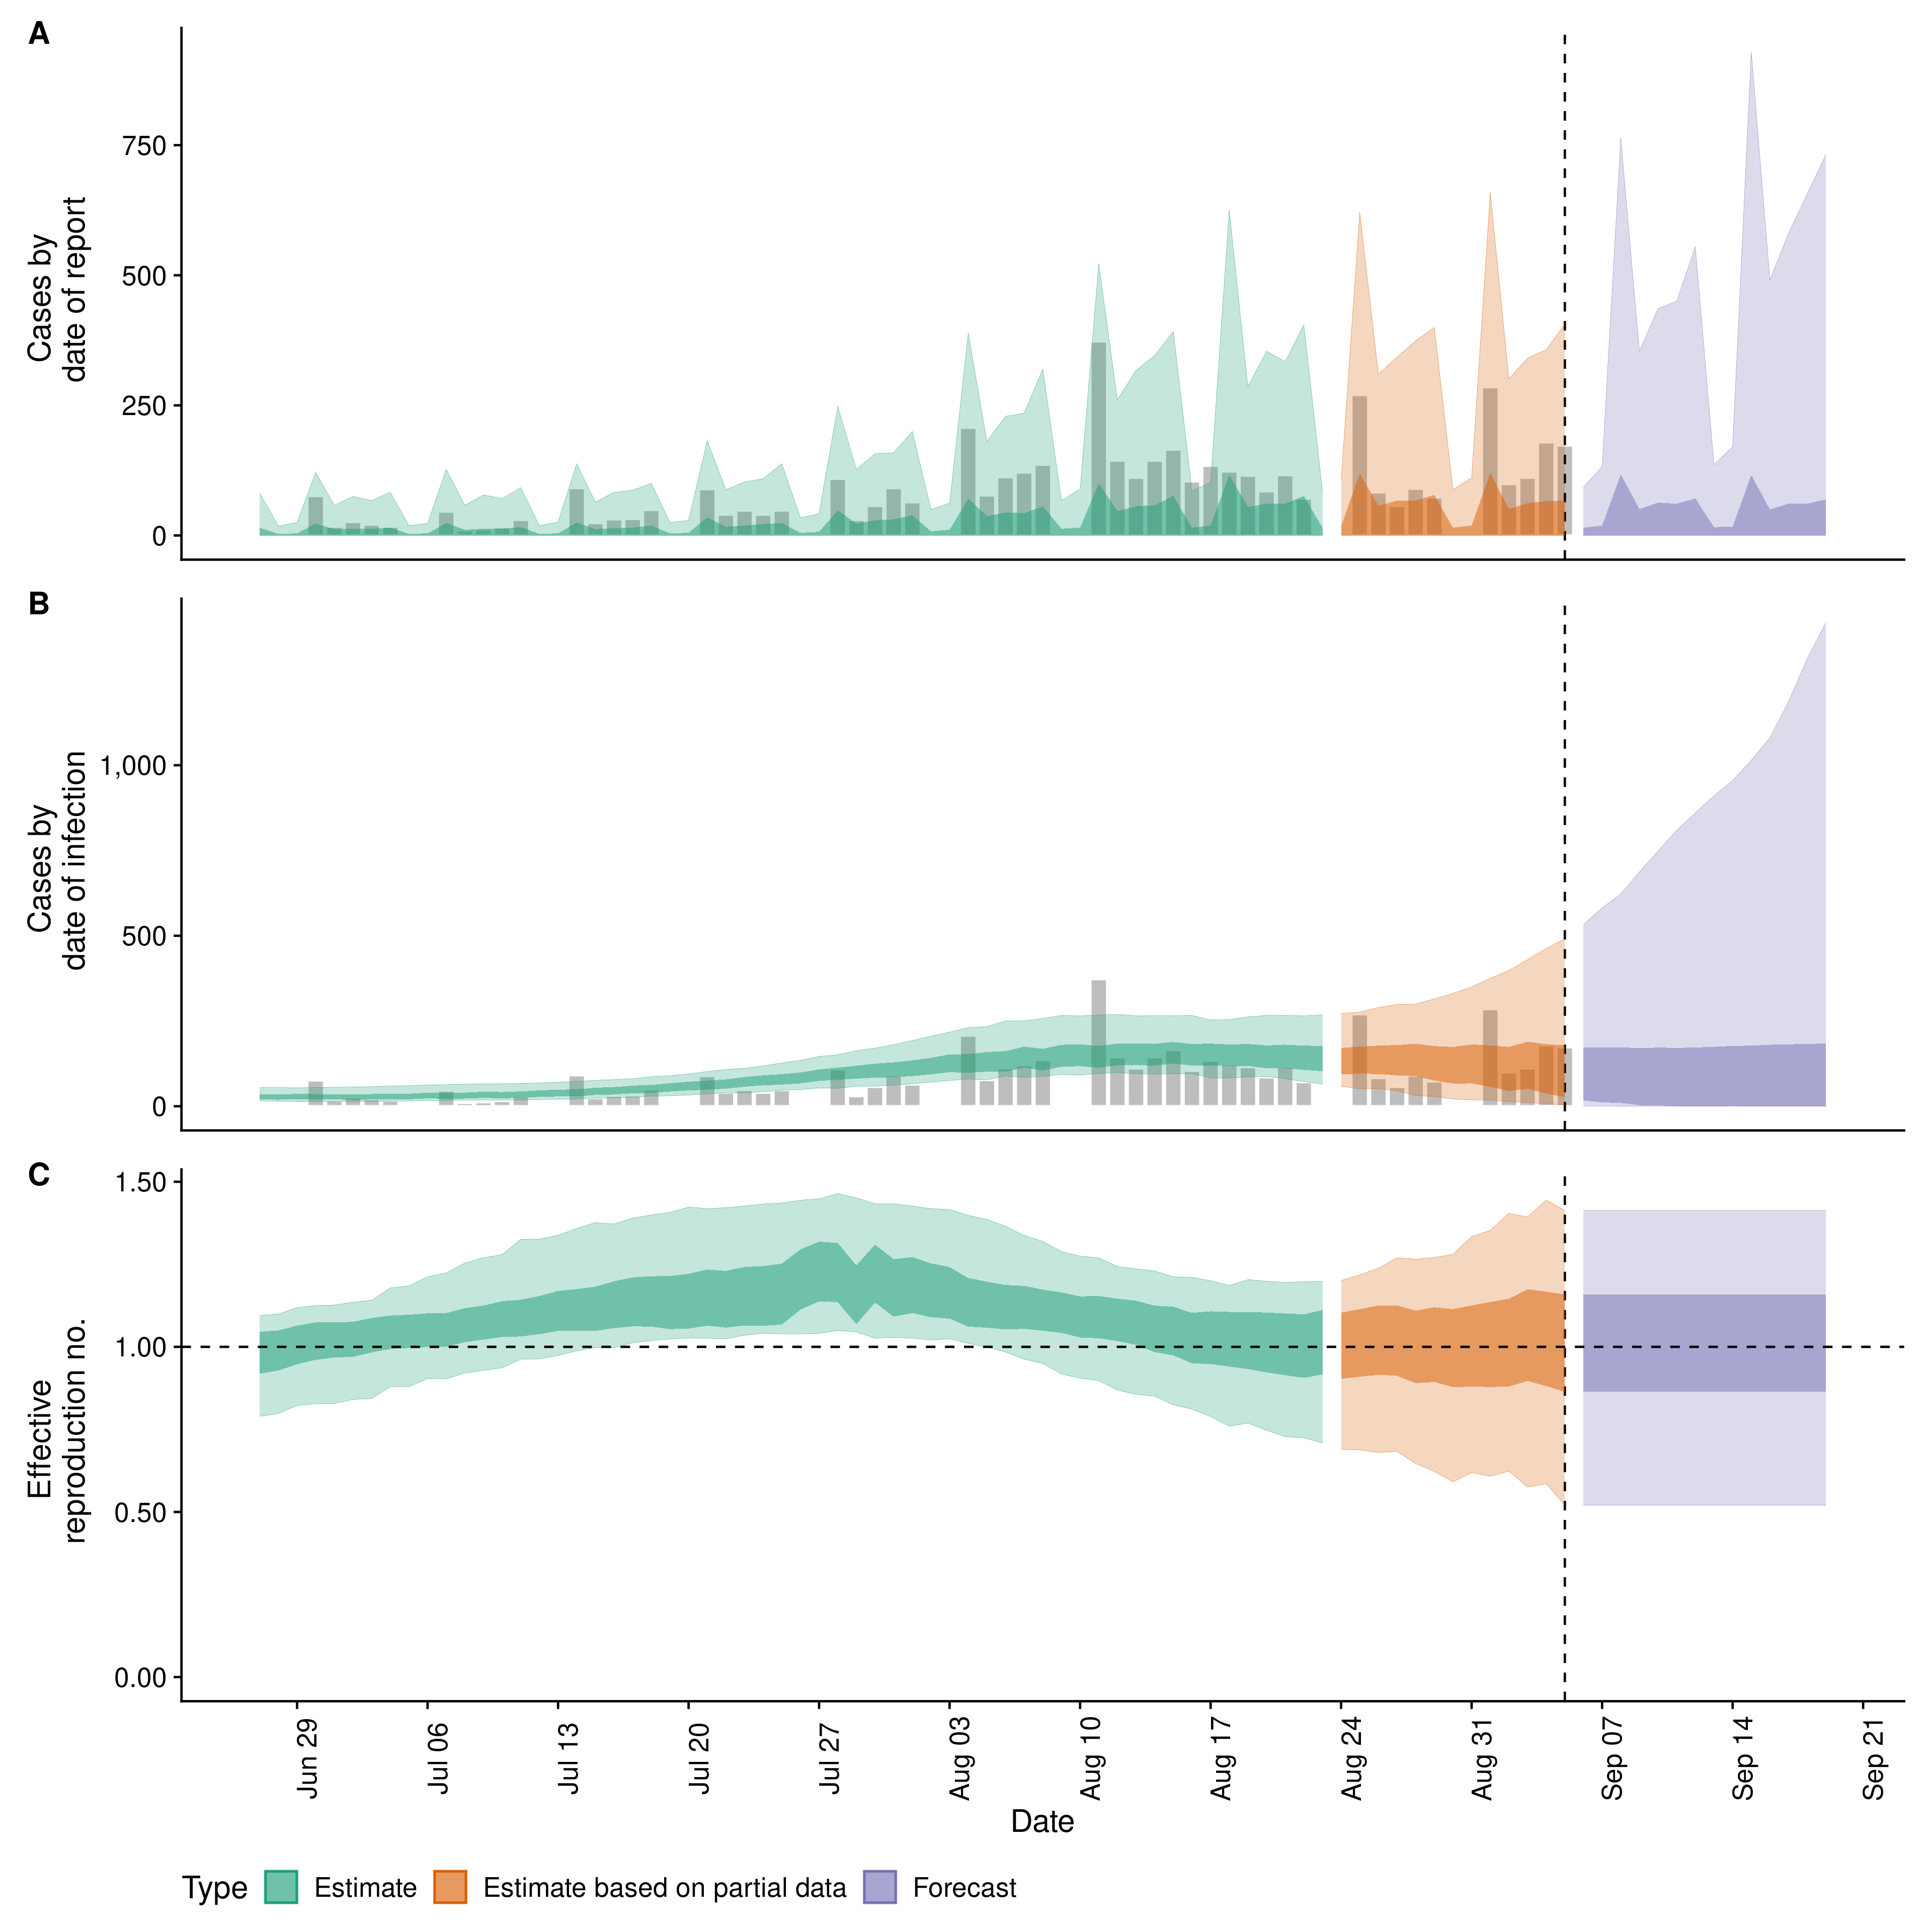 A
Cases by
date of report
750
500
250
0
B
Cases by
date of infection
1,000
500
0
C
Effective
reproduction no.
1.50
1.00
0.50
0.00
Jun 29
Jul 06
Jul 13
Jul 20
Jul 27
Aug 03
Aug 10
Aug 17
Aug 24
Aug 31
Sep 07
Sep 14
Sep 21
Date
Type Estimate Estimate based on partial data Forecast